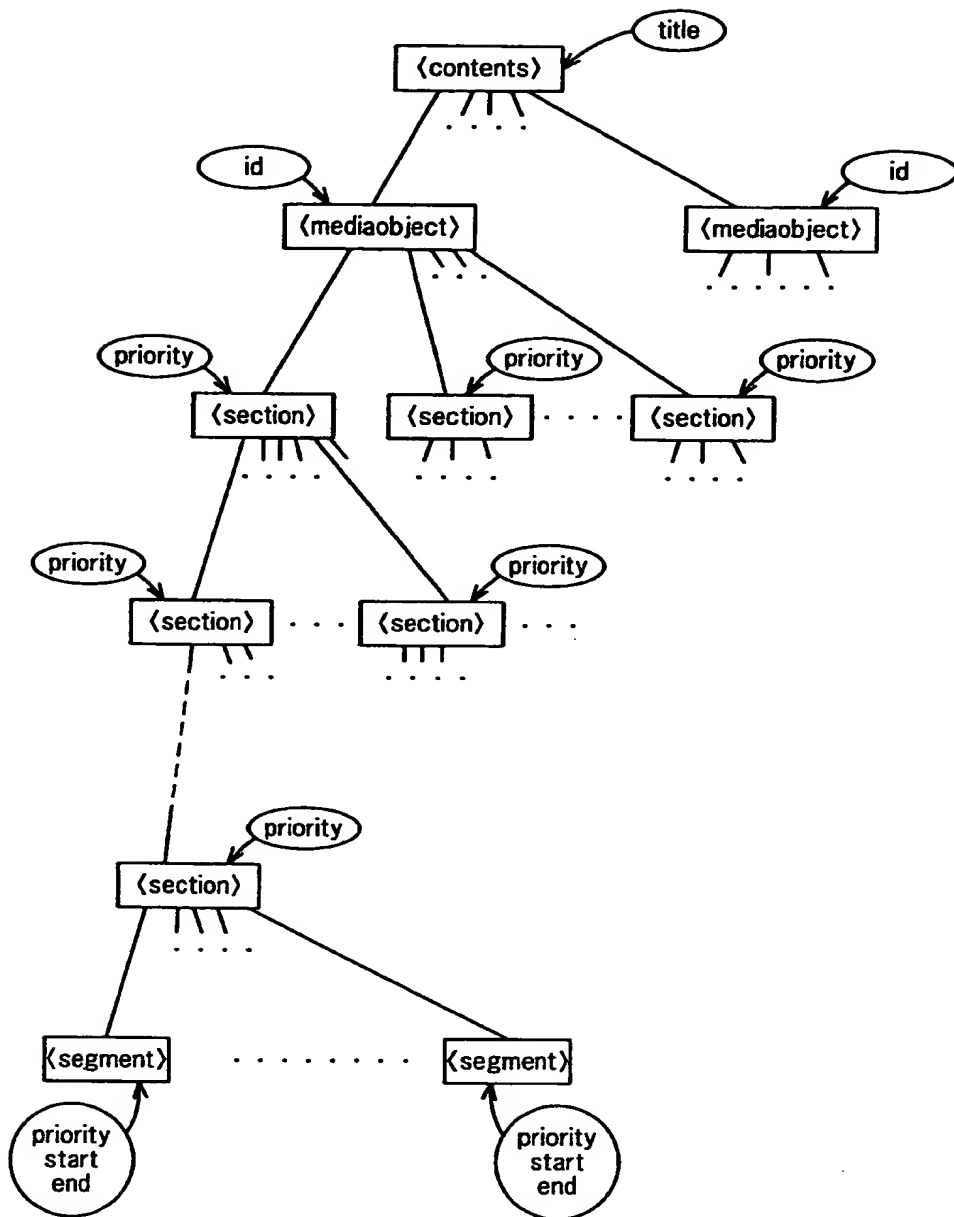 title
〈contents〉
id
id
〈mediaobject〉
〈mediaobject〉
priority
priority
priority
〈section〉
〈section〉
〈section〉
priority
priority
〈section〉
〈section〉
priority
〈section〉
〈segment〉
〈segment〉
priority
start
end
priority
start
end